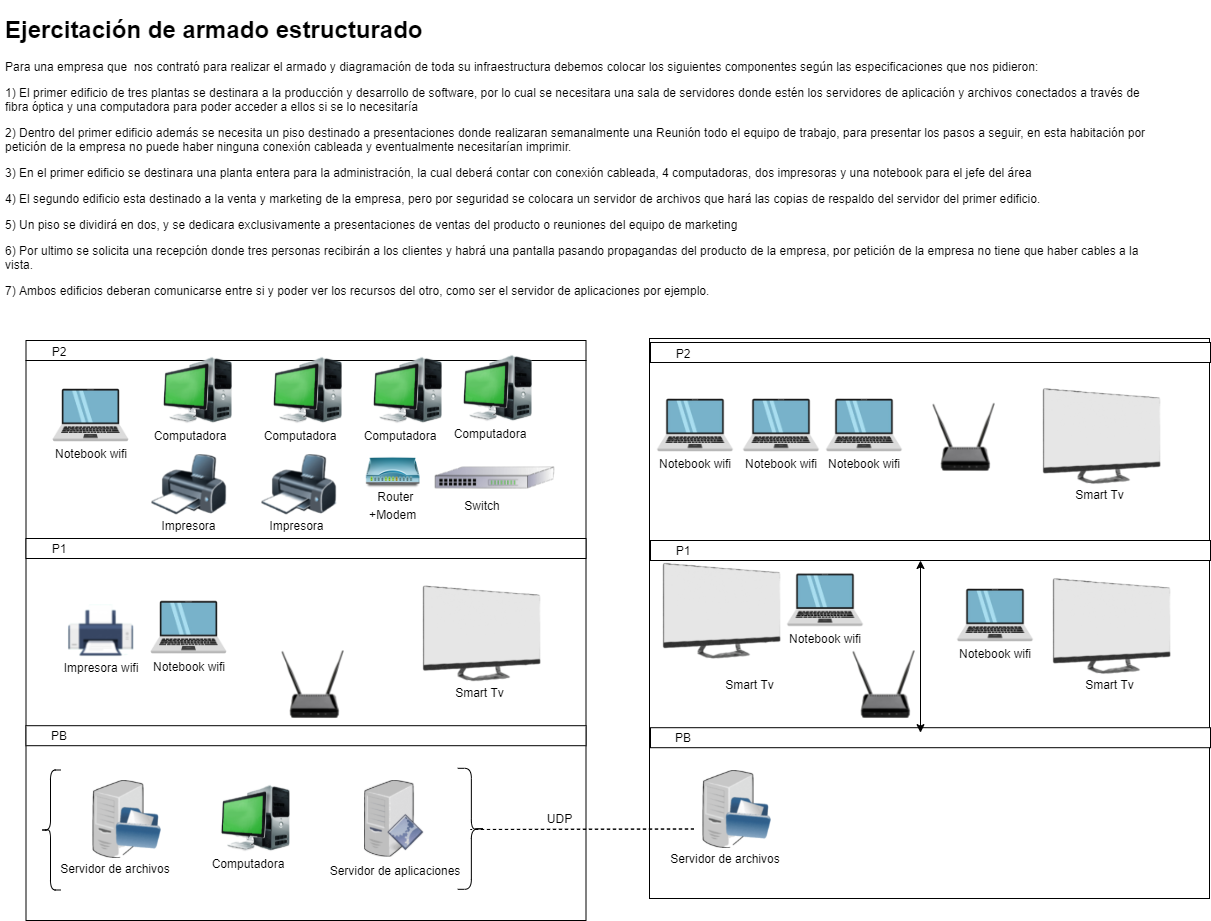 Ejercitación de armado estructurado
Para una empresa que  nos contrató para realizar el armado y diagramación de toda su infraestructura debemos colocar los siguientes componentes según las especificaciones que nos pidieron:
1) El primer edificio de tres plantas se destinara a la producción y desarrollo de software, por lo cual se necesitara una sala de servidores donde estén los servidores de aplicación y archivos conectados a través de
fibra óptica y una computadora para poder acceder a ellos si se lo necesitaría
2) Dentro del primer edificio además se necesita un piso destinado a presentaciones donde realizaran semanalmente una Reunión todo el equipo de trabajo, para presentar los pasos a seguir, en esta habitación por
petición de la empresa no puede haber ninguna conexión cableada y eventualmente necesitarían imprimir.
3) En el primer edificio se destinara una planta entera para la administración, la cual deberá contar con conexión cableada, 4 computadoras, dos impresoras y una notebook para el jefe del área
4) El segundo edificio esta destinado a la venta y marketing de la empresa, pero por seguridad se colocara un servidor de archivos que hará las copias de respaldo del servidor del primer edificio.
5) Un piso se dividirá en dos, y se dedicara exclusivamente a presentaciones de ventas del producto o reuniones del equipo de marketing
6) Por ultimo se solicita una recepción donde tres personas recibirán a los clientes y habrá una pantalla pasando propagandas del producto de la empresa, por petición de la empresa no tiene que haber cables a la
vista.
7) Ambos edificios deberan comunicarse entre si y poder ver los recursos del otro, como ser el servidor de aplicaciones por ejemplo.
P2
Notebook wifi
Computadora
Computadora
Computadora
Computadora
Impresora
Impresora
Router
+Modem
Switch
P1
Impresora wifi
Notebook wifi
Smart Tv
PB
Servidor de archivos
Computadora
Servidor de aplicaciones
UDP
P2
Notebook wifi
Notebook wifi
Notebook wifi
Smart Tv
P1
Smart Tv
Notebook wifi
Notebook wifi
Smart Tv
PB
Servidor de archivos